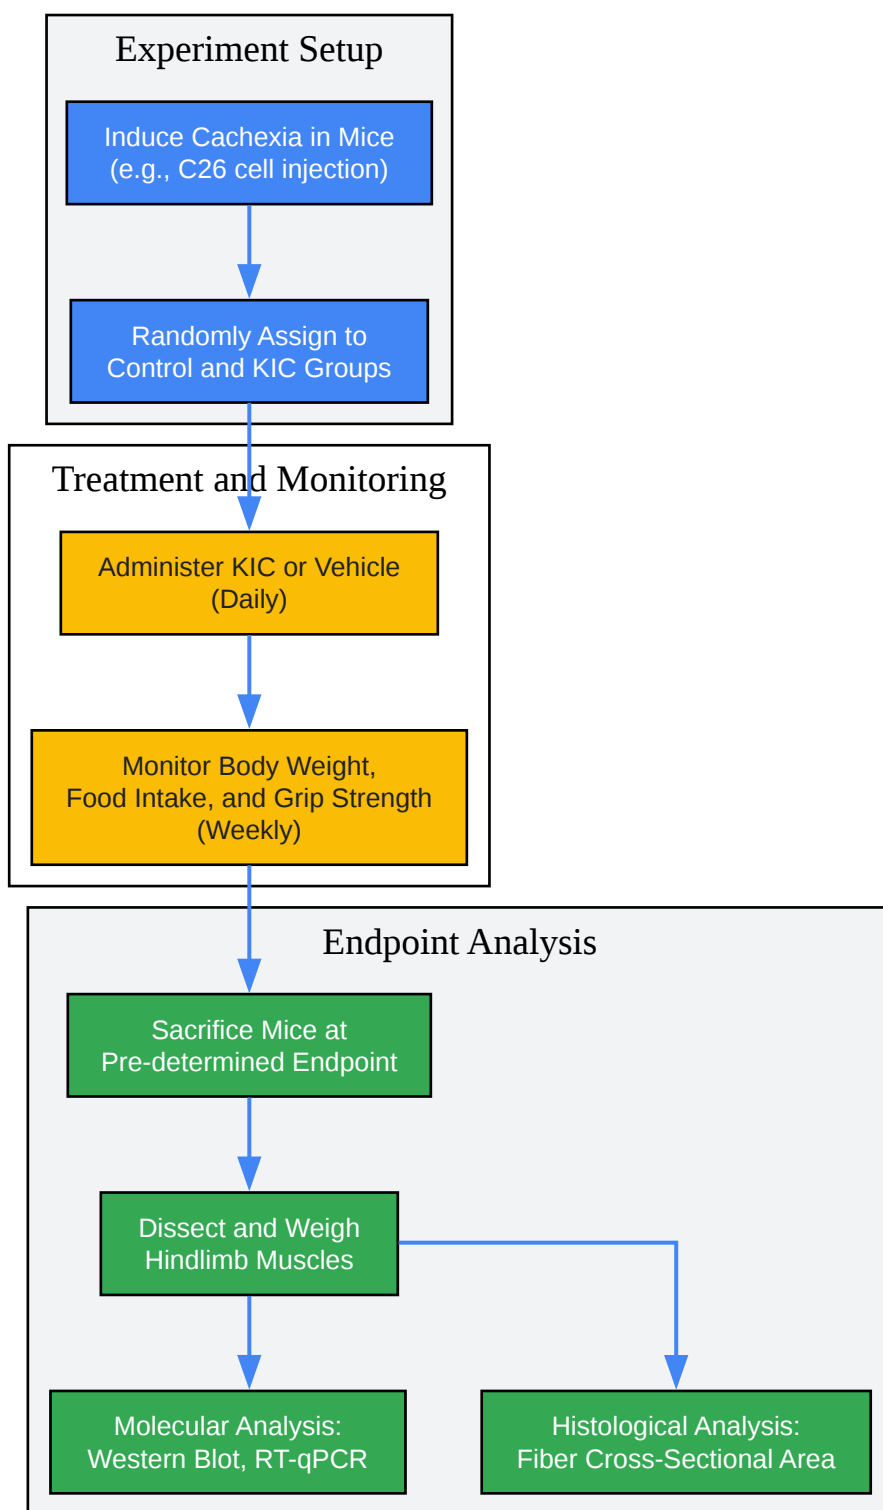 Experiment Setup
Induce Cachexia in Mice
(e.g., C26 cell injection)
Randomly Assign to
Control and KIC Groups
Treatment and Monitoring
Administer KIC or Vehicle
(Daily)
Monitor Body Weight,
Food Intake, and Grip Strength
(Weekly)
Endpoint Analysis
Sacrifice Mice at
Pre-determined Endpoint
Dissect and Weigh
Hindlimb Muscles
Molecular Analysis:
Western Blot, RT-qPCR
Histological Analysis:
Fiber Cross-Sectional Area